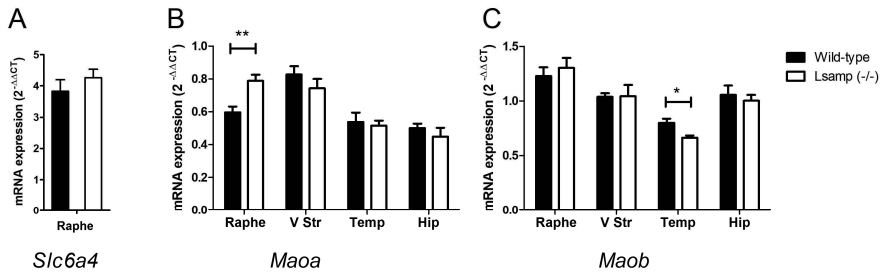 A
mRNA expression (2^-ΔΔCT)
5
4
3
2
1
0
Raphe
Slc6a4
B
mRNA expression (2^-ΔΔCT)
1.0
0.8
0.6
0.4
0.2
0.0
**
Raphe V Str Temp Hip
Maoa
C
mRNA expression (2^-ΔΔCT)
1.5
1.0
0.5
0.0
*
Raphe V Str Temp Hip
Maob
Wild-type
Lsamp (-/-)